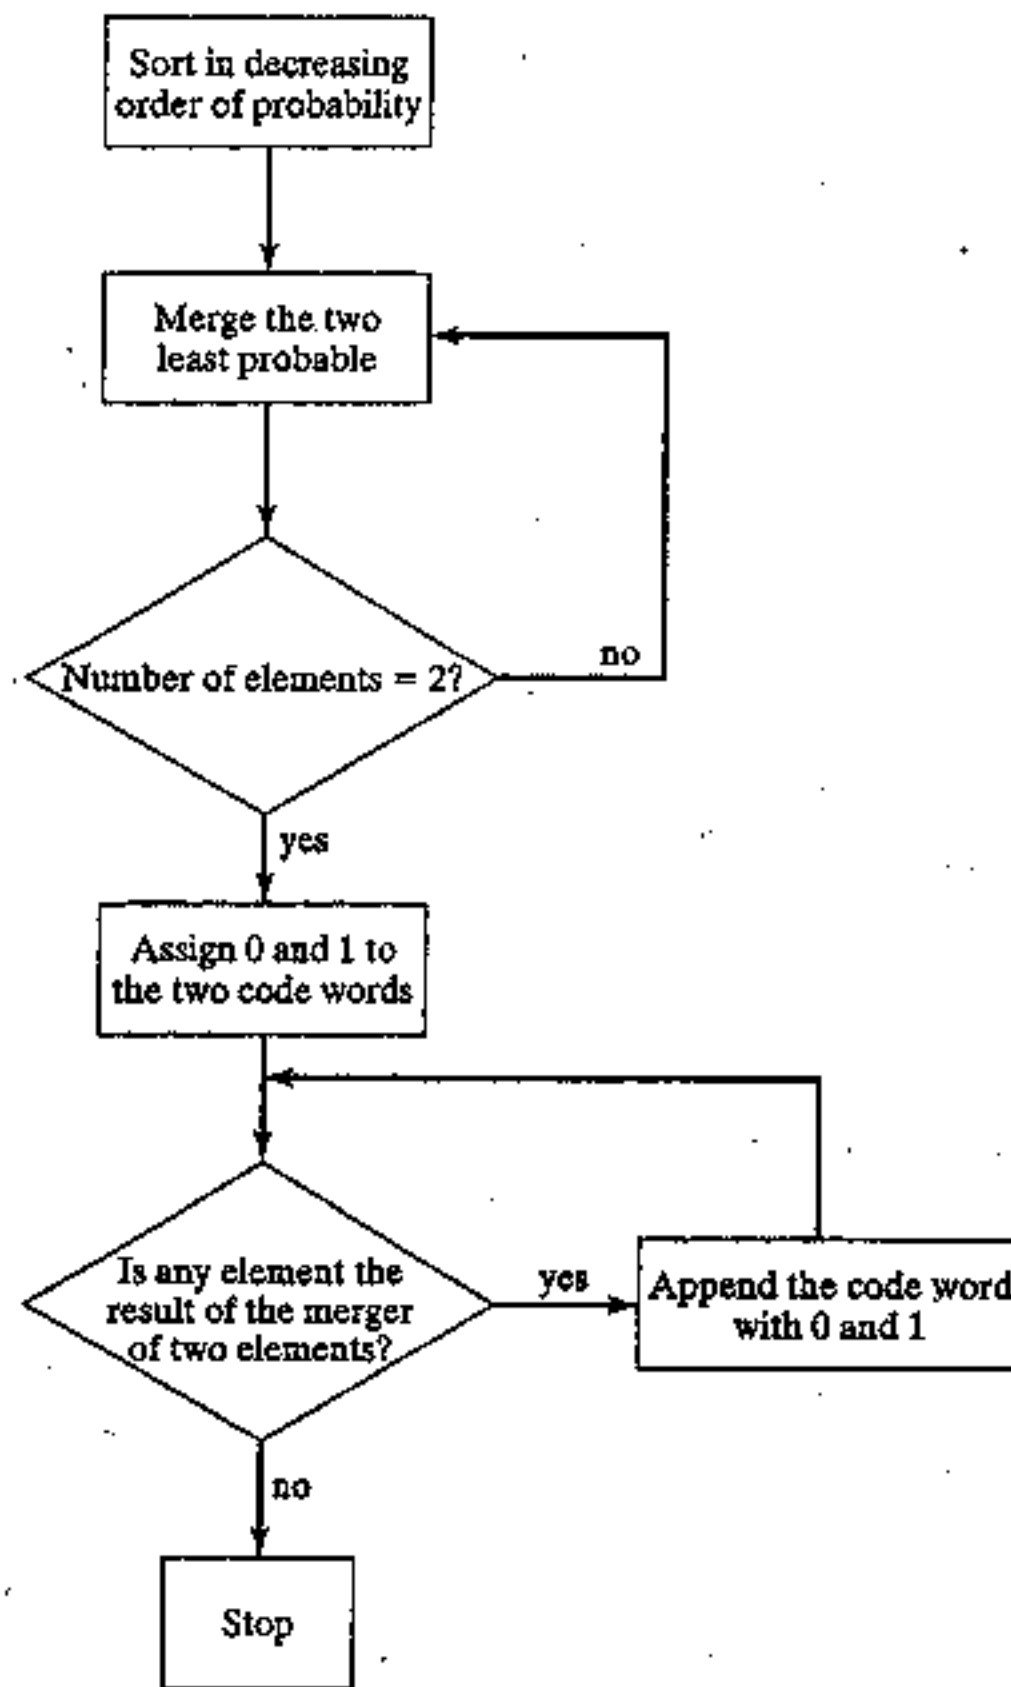 Sort in decreasing
order of probability
Merge the two
least probable
Number of elements = 2?
no
yes
Assign 0 and 1 to
the two code words
Is any element the
result of the merger
of two elements?
yes
Append the code word
with 0 and 1
no
Stop